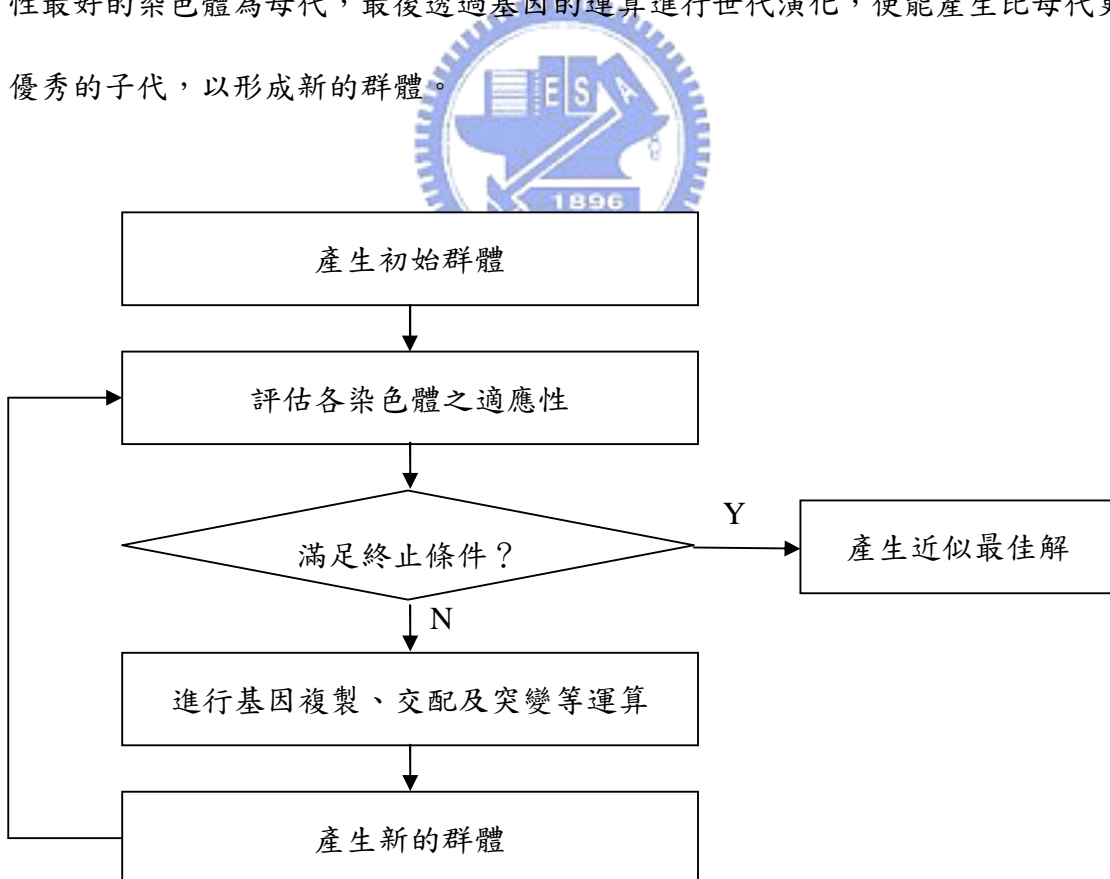 性最好的染色體為母代，最後透過基因的運算進行世代演化，便能產生比母代更
優秀的子代，以形成新的群體。
E S A
1896
產生初始群體
評估各染色體之適應性
滿足終止條件？
Y
產生近似最佳解
N
進行基因複製、交配及突變等運算
產生新的群體